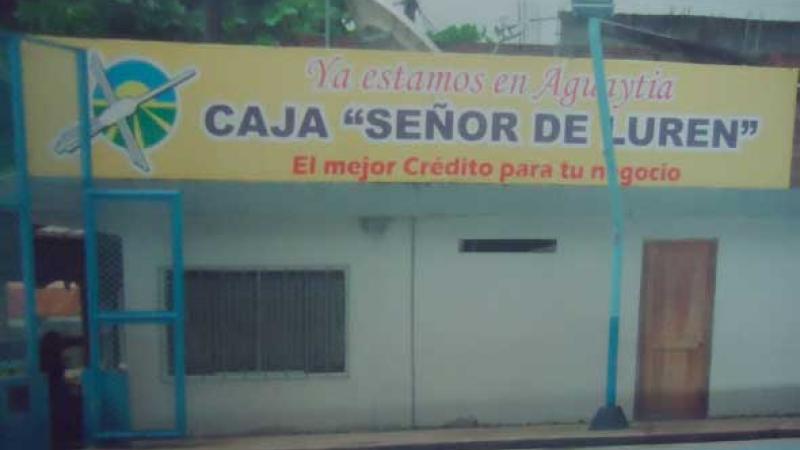 Ya estamos en Aguaytia
CAJA “SEÑOR DE LUREN”
El mejor Crédito para tu negocio